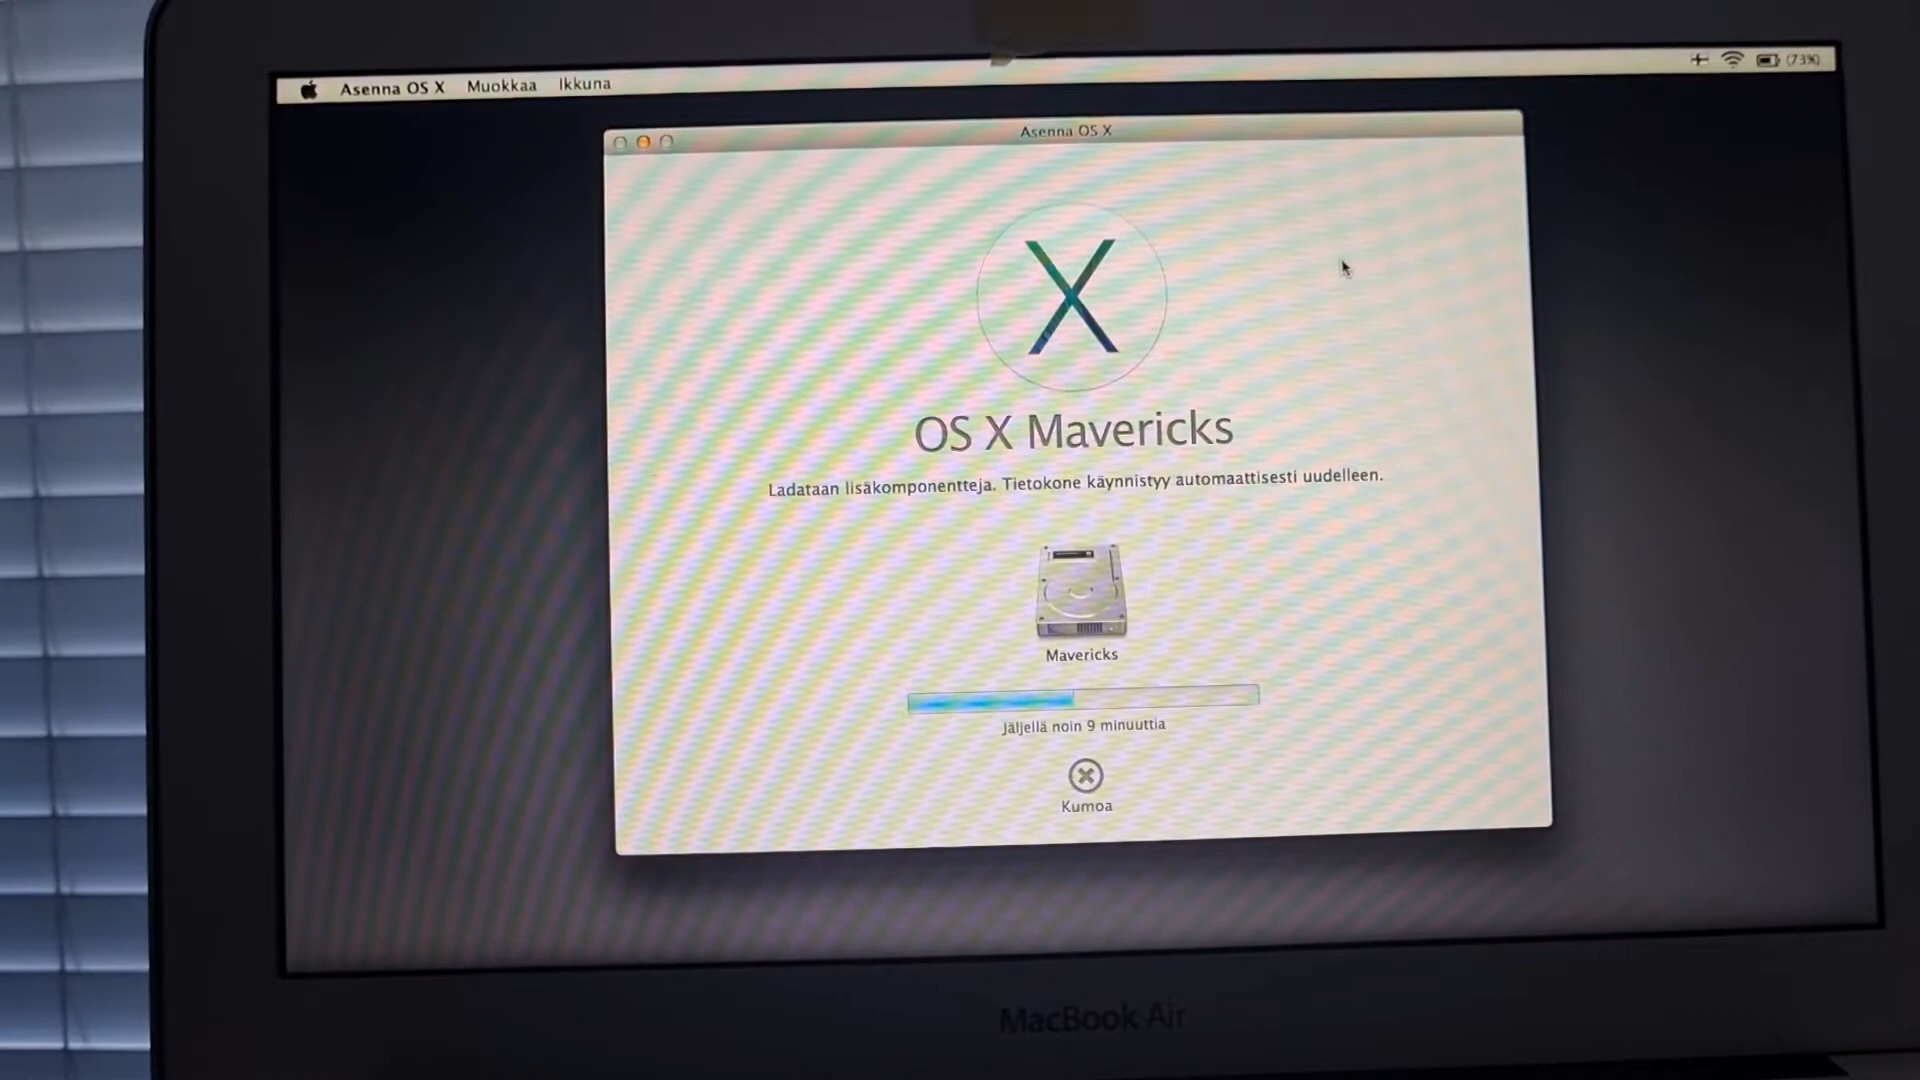 Asenna OS X Muokkaa Ikkuna (73%)
Asenna OS X
OS X Mavericks
Ladataan lisäkomponentteja. Tietokone käynnistyy automaattisesti uudelleen.
Mavericks
Jäljellä noin 9 minuuttia
Kumoa
MacBook Air